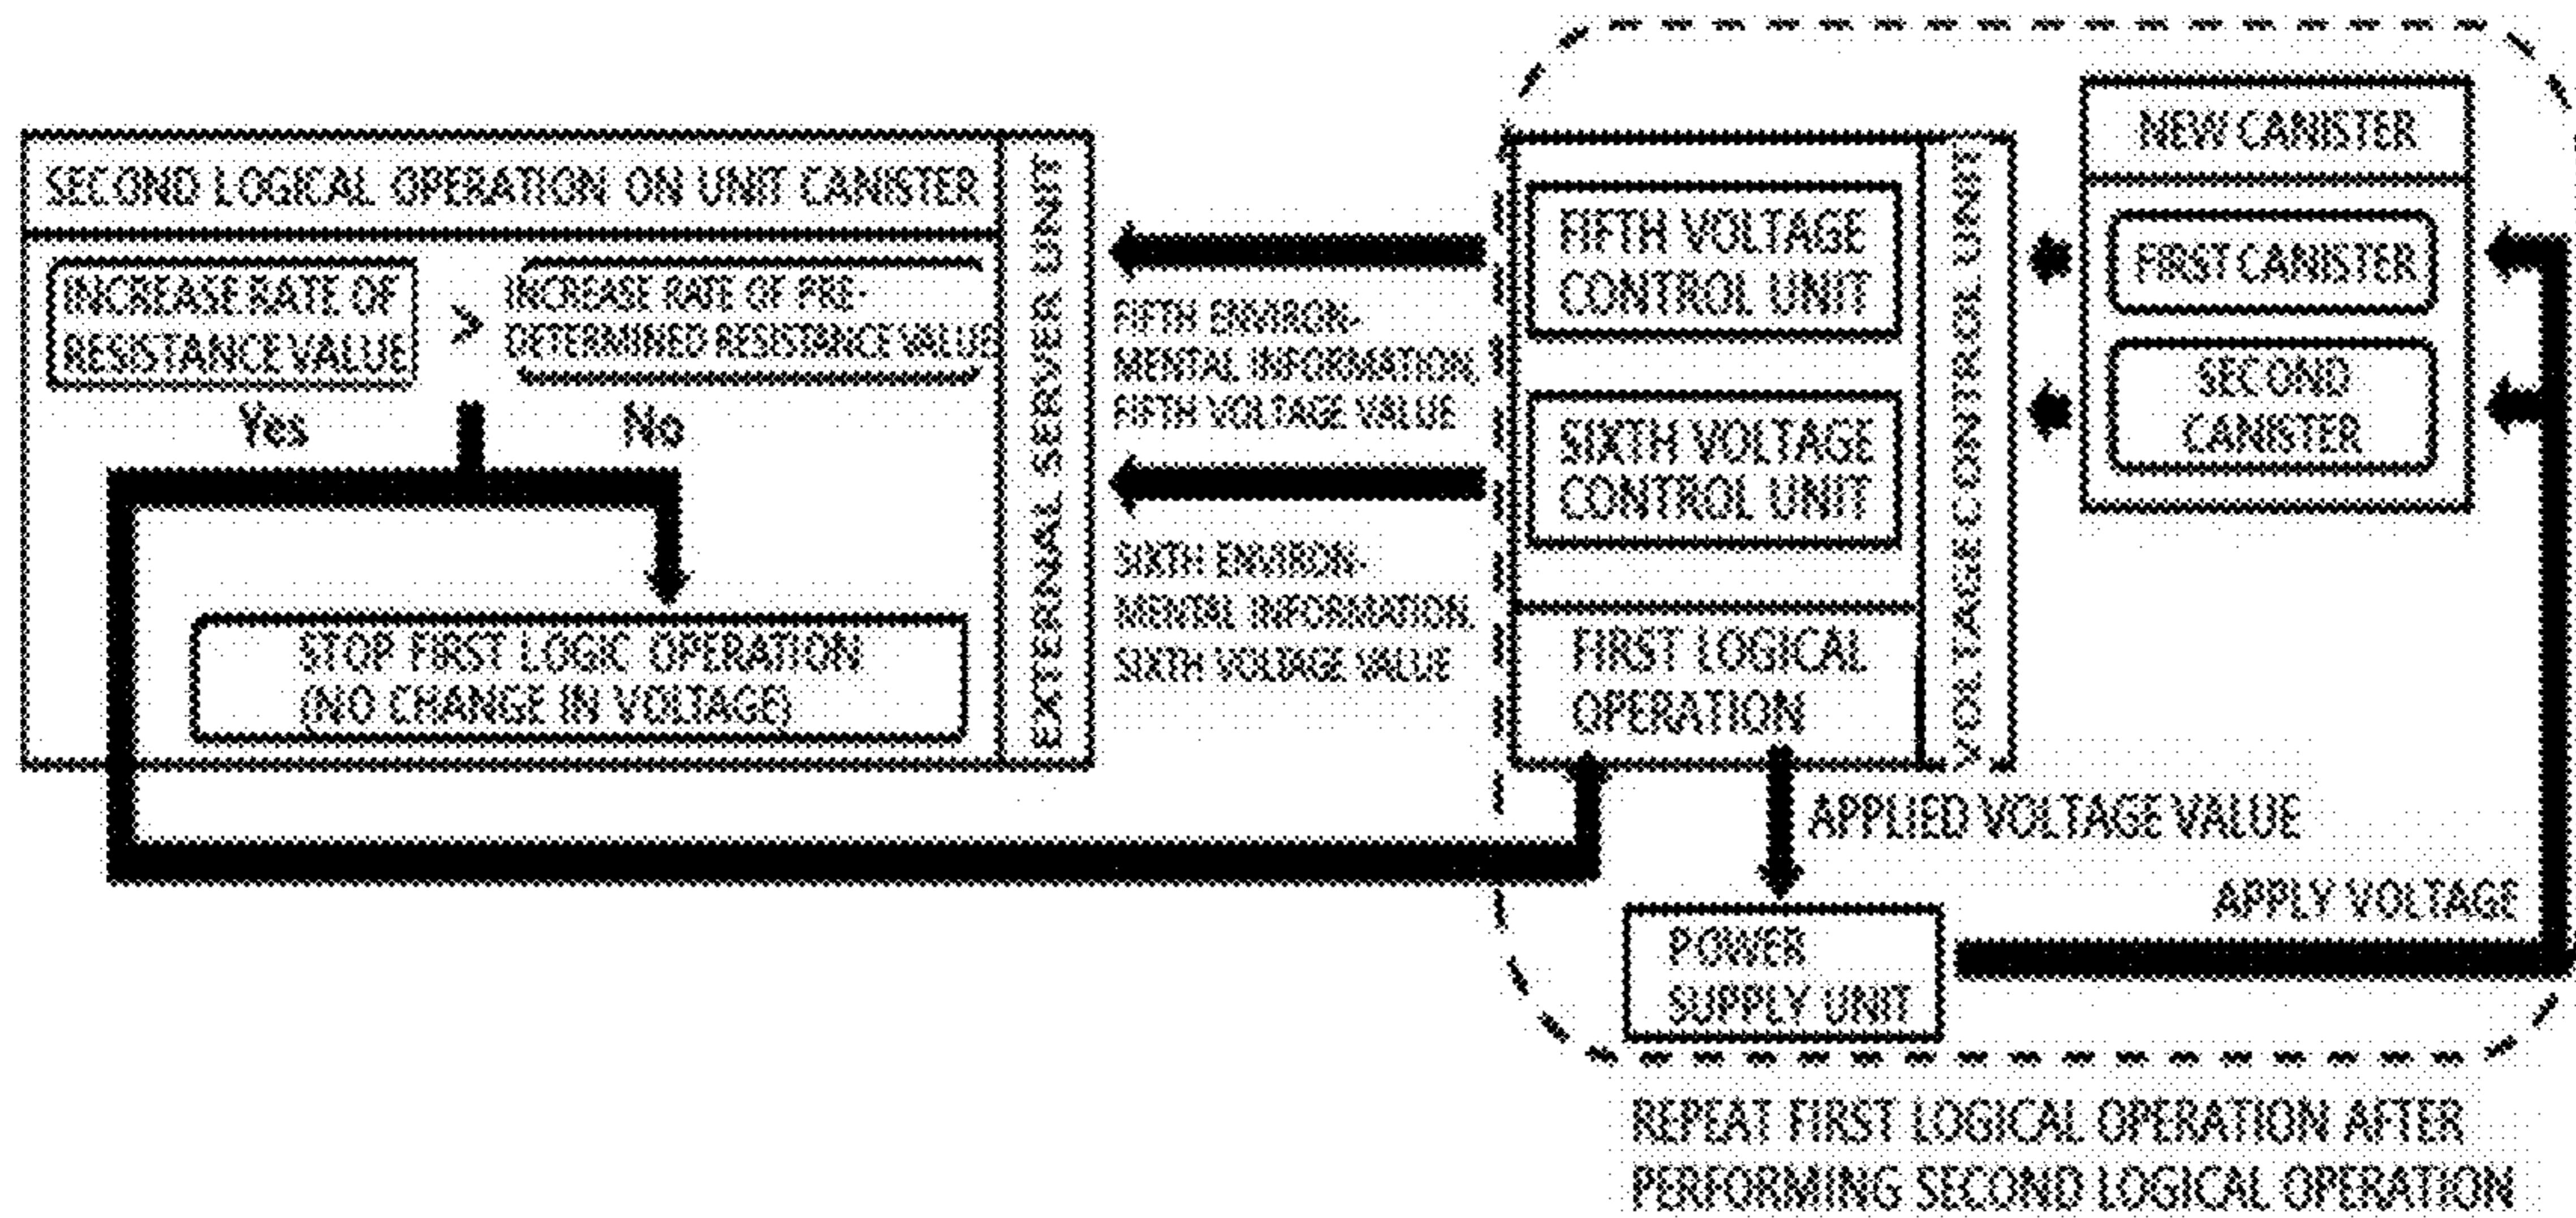 SECOND LOGICAL OPERATION ON UNIT CANISTER
INCREASE RATE OF
RESISTANCE VALUE
>
INCREASE RATE OF PRE-
DETERMINED RESISTANCE VALUE
Yes
No
STOP FIRST LOGIC OPERATION
(NO CHANGE IN VOLTAGE)
EXTERNAL SERVER UNIT
FIFTH ENVIRON-
MENTAL INFORMATION,
FIFTH VOLTAGE VALUE
SIXTH ENVIRON-
MENTAL INFORMATION,
SIXTH VOLTAGE VALUE
FIFTH VOLTAGE
CONTROL UNIT
SIXTH VOLTAGE
CONTROL UNIT
FIRST LOGICAL
OPERATION
VOLTAGE CONTROL UNIT
NEW CANISTER
FIRST CANISTER
SECOND
CANISTER
APPLIED VOLTAGE VALUE
APPLY VOLTAGE
POWER
SUPPLY UNIT
REPEAT FIRST LOGICAL OPERATION AFTER
PERFORMING SECOND LOGICAL OPERATION